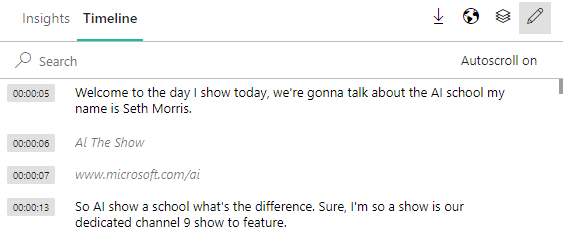 Insights Timeline
Search Autoscroll on
00:00:05 Welcome to the day I show today, we're gonna talk about the AI school my
name is Seth Morris.
00:00:06 Al The Show
00:00:07 www.microsoft.com/ai
00:00:13 So AI show a school what's the difference. Sure, I'm so a show is our
dedicated channel 9 show to feature.